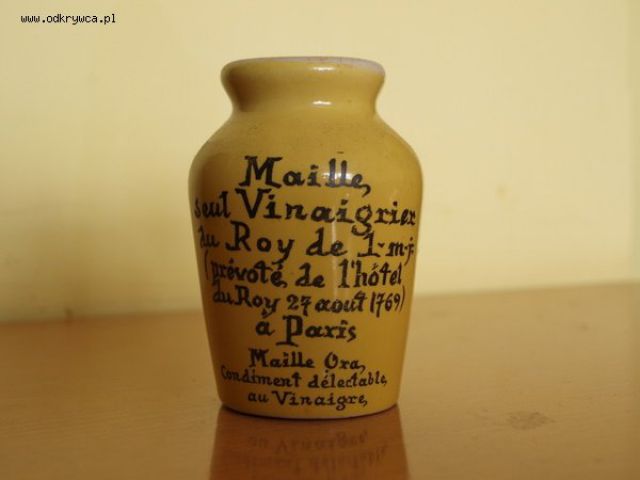 www.odkrywca.pl
Maille,
seul Vinaigrier
du Roy de 1-m-j-
(prévoté de l'hôtel
du Roy 27 aout 1769)
à Paris
Maille Ora,
Condiment délectable,
au Vinaigre,